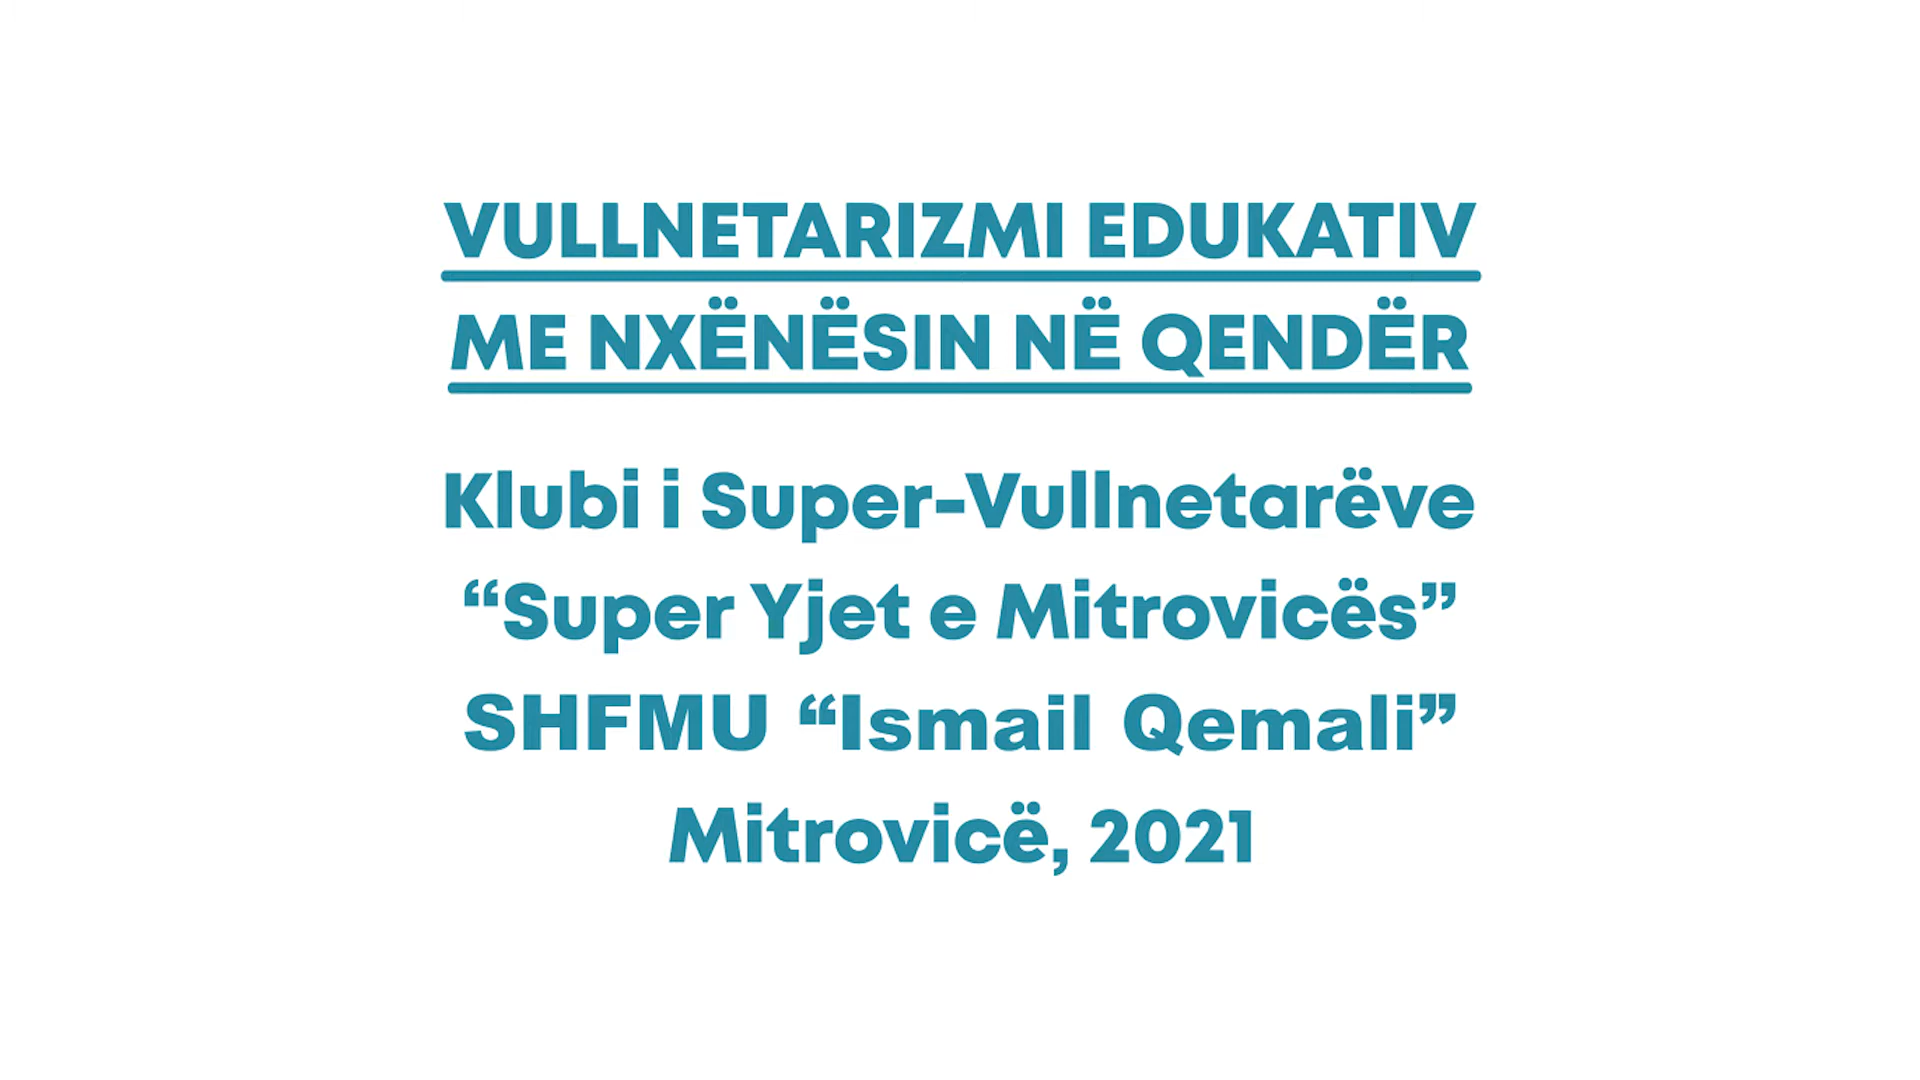 VULLNETARIZMI EDUKATIV
ME NXËNËSIN NË QENDËR
Klubi i Super-Vullnetarëve
“Super Yjet e Mitrovicës”
SHFMU “Ismail Qemali”
Mitrovicë, 2021